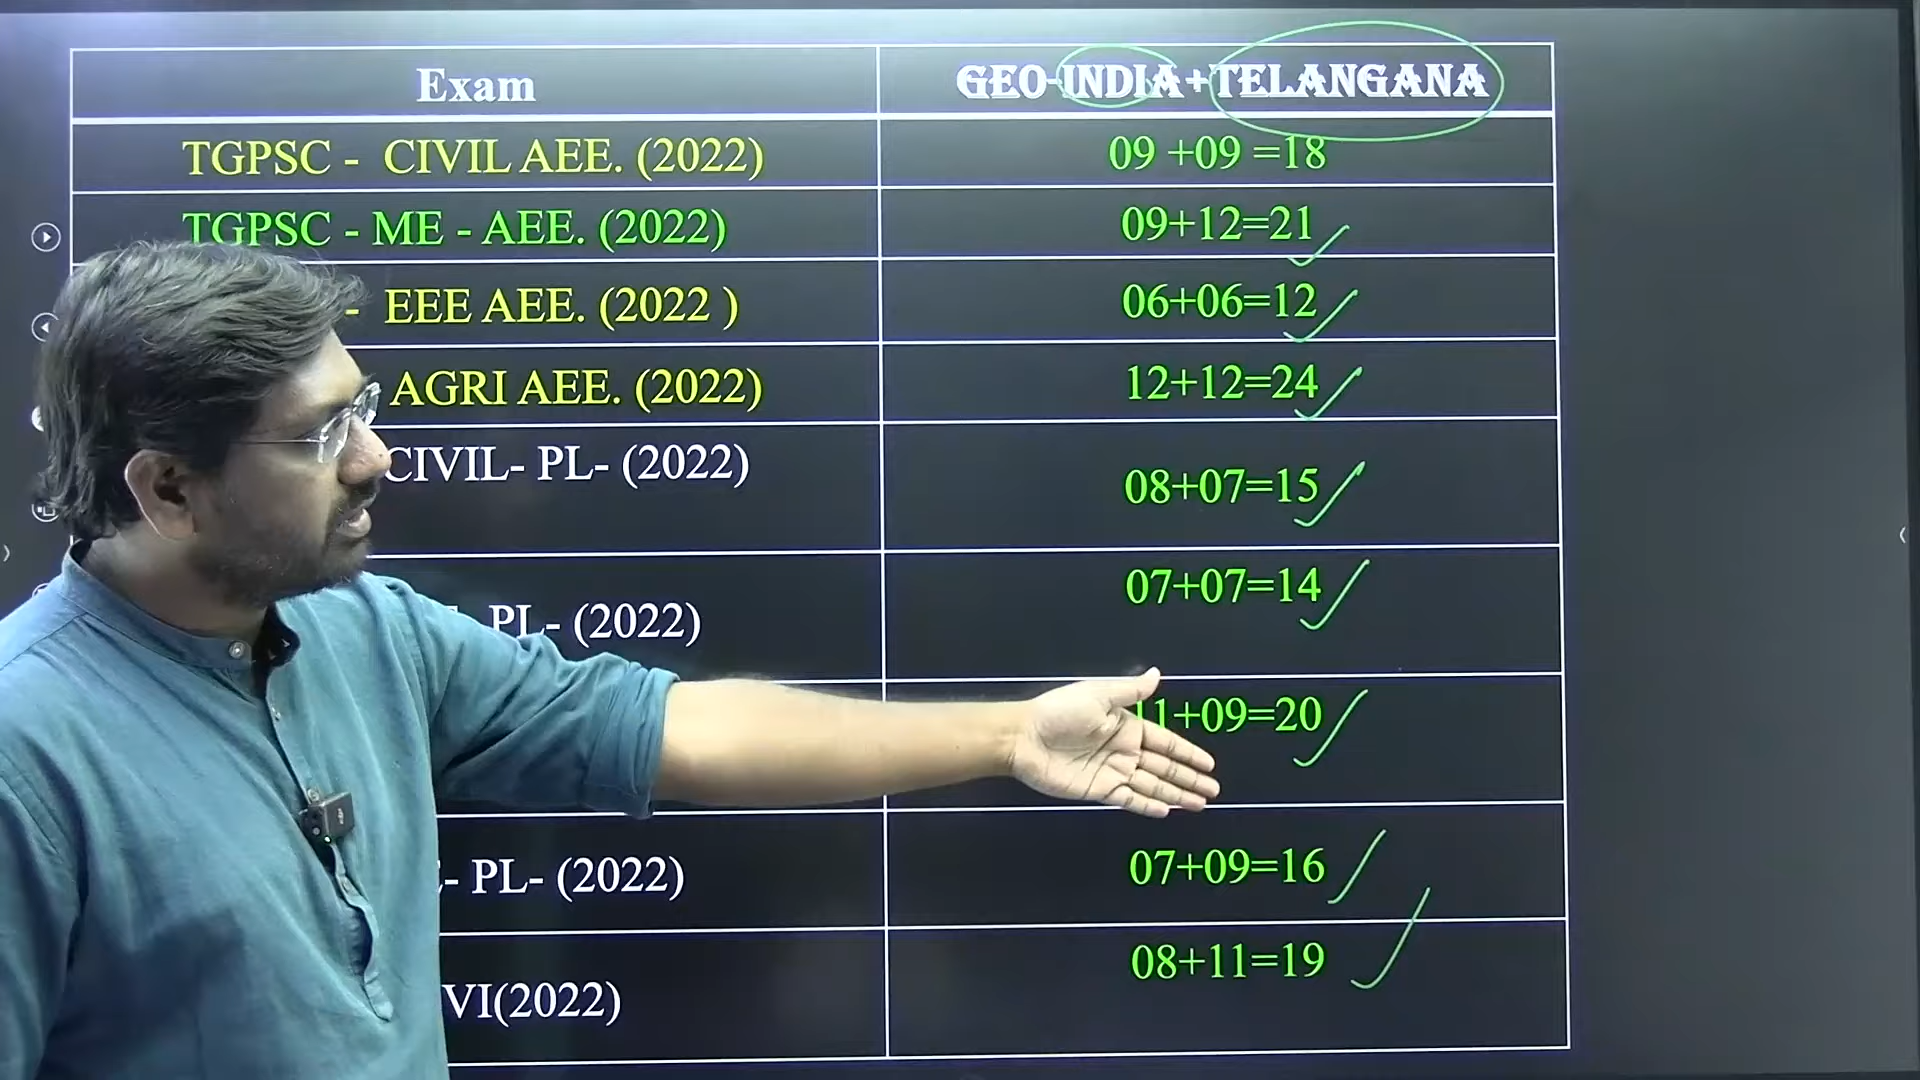 Exam GEO-INDIA+TELANGANA
TGPSC - CIVIL AEE. (2022) 09 +09 =18
TGPSC - ME - AEE. (2022) 09+12=21
- EEE AEE. (2022 ) 06+06=12
AGRI AEE. (2022) 12+12=24
CIVIL- PL- (2022) 08+07=15
PL- (2022) 07+07=14
11+09=20
- PL- (2022) 07+09=16
VI(2022) 08+11=19